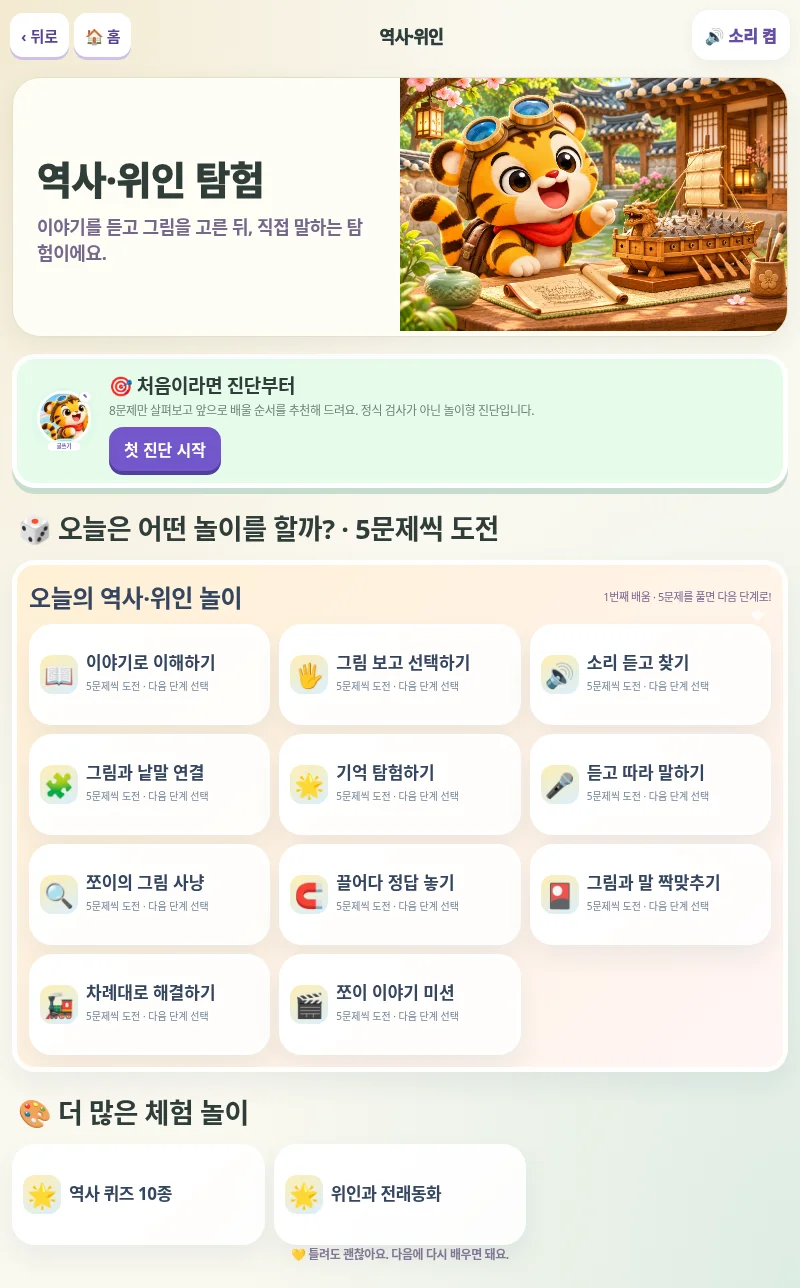 ‹ 뒤로
🏠 홈
역사·위인
🔊 소리 켬
역사·위인 탐험
이야기를 듣고 그림을 고른 뒤, 직접 말하는 탐
험이에요.
🎯 처음이라면 진단부터
8문제만 살펴보고 앞으로 배울 순서를 추천해 드려요. 정식 검사가 아닌 놀이형 진단입니다.
글쓰기
첫 진단 시작
🎲 오늘은 어떤 놀이를 할까? · 5문제씩 도전
오늘의 역사·위인 놀이
1번째 배움 · 5문제를 풀면 다음 단계로!
📖 이야기로 이해하기
5문제씩 도전 · 다음 단계 선택
🖐 그림 보고 선택하기
5문제씩 도전 · 다음 단계 선택
🔊 소리 듣고 찾기
5문제씩 도전 · 다음 단계 선택
🧩 그림과 낱말 연결
5문제씩 도전 · 다음 단계 선택
🌟 기억 탐험하기
5문제씩 도전 · 다음 단계 선택
🎤 듣고 따라 말하기
5문제씩 도전 · 다음 단계 선택
🔍 쪼이의 그림 사냥
5문제씩 도전 · 다음 단계 선택
🧲 끌어다 정답 놓기
5문제씩 도전 · 다음 단계 선택
🎴 그림과 말 짝맞추기
5문제씩 도전 · 다음 단계 선택
🚂 차례대로 해결하기
5문제씩 도전 · 다음 단계 선택
🎬 쪼이 이야기 미션
5문제씩 도전 · 다음 단계 선택
🎨 더 많은 체험 놀이
🌟 역사 퀴즈 10종
🌟 위인과 전래동화
💛 틀려도 괜찮아요. 다음에 다시 배우면 돼요.